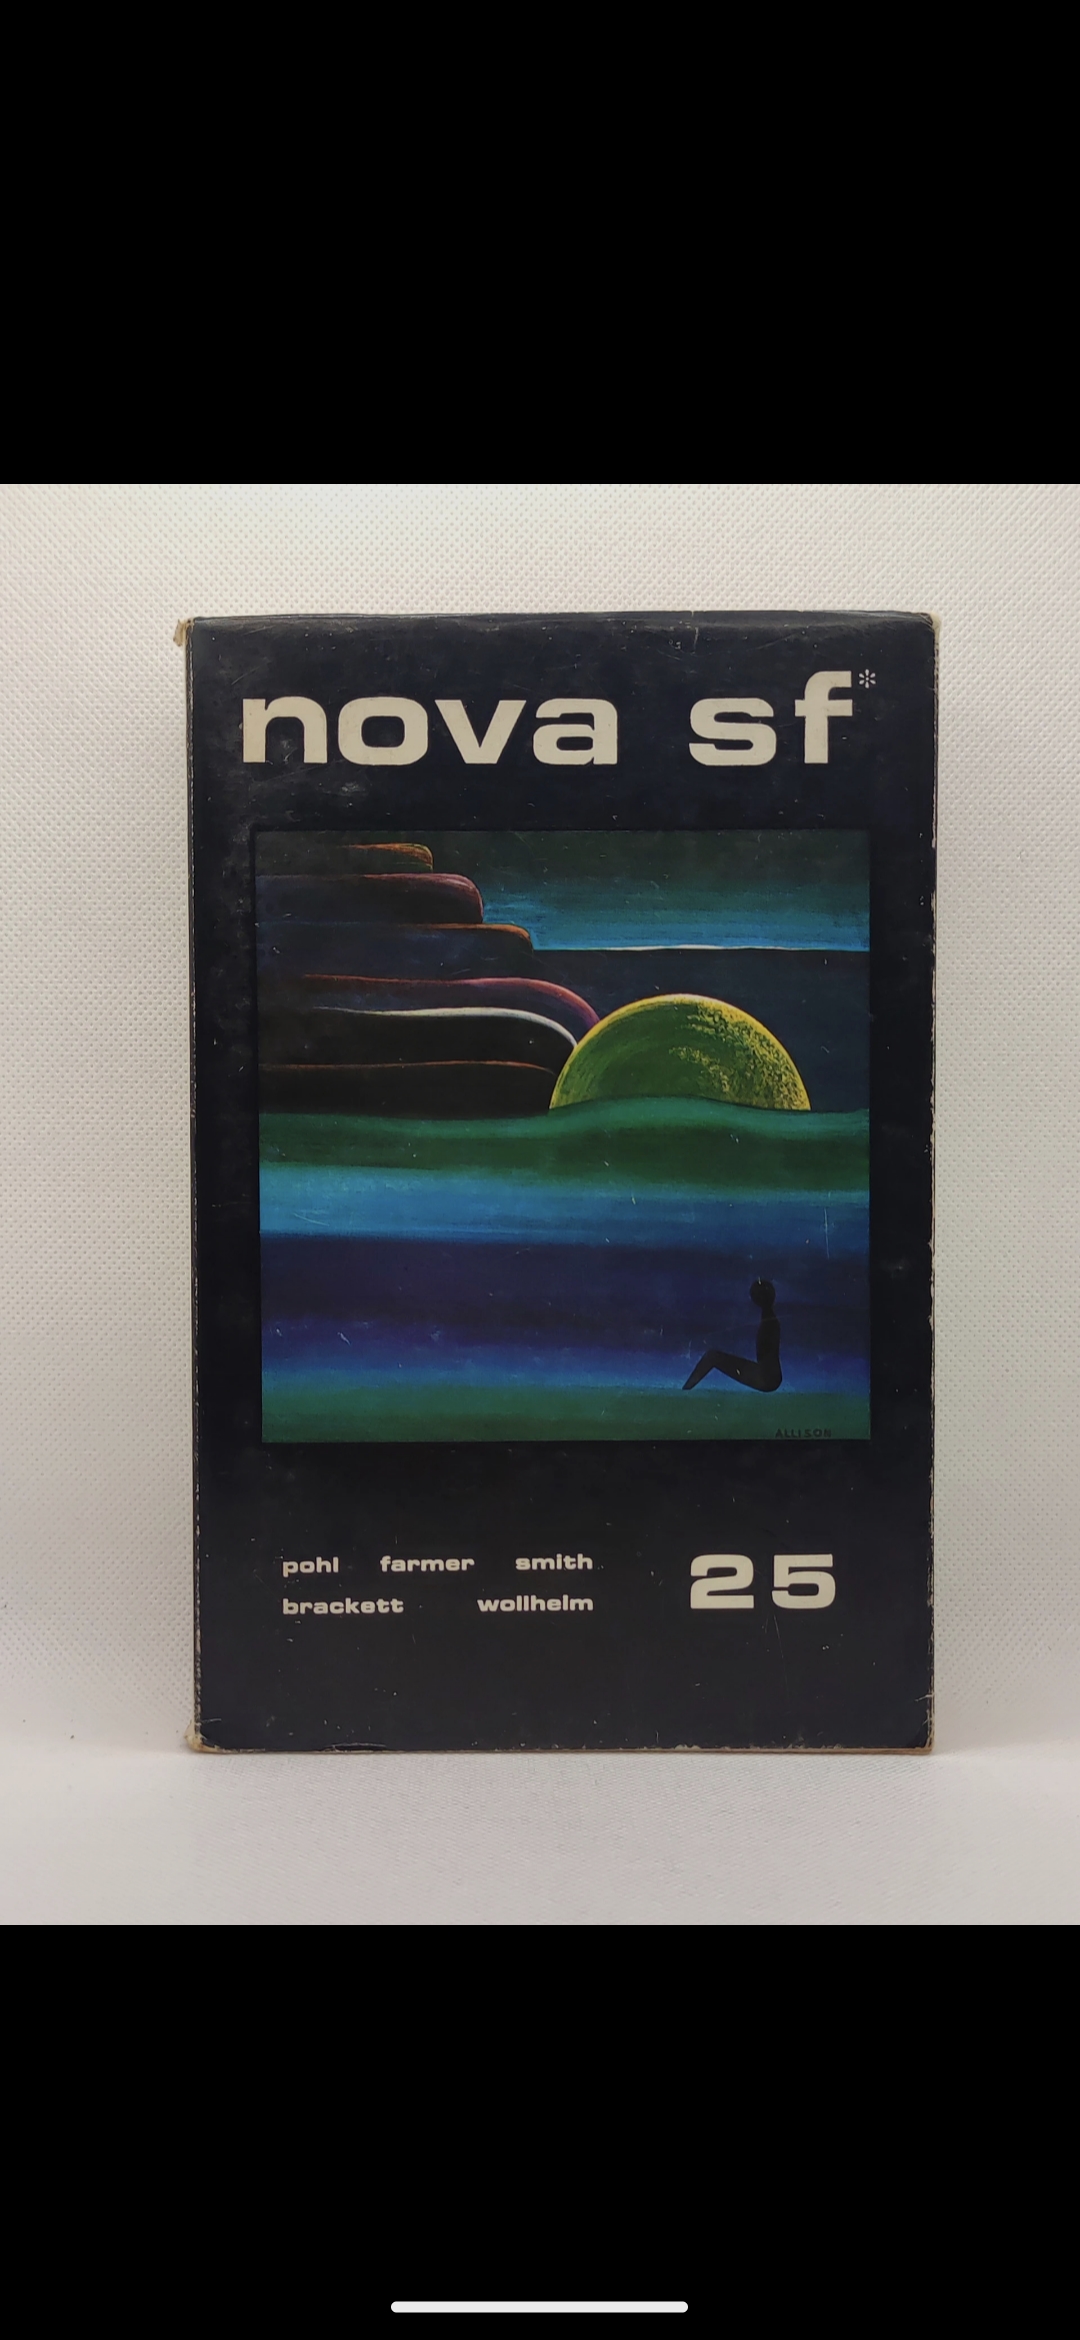 nova sf*
ALLISON
pohl farmer smith
brackett wollheim
25